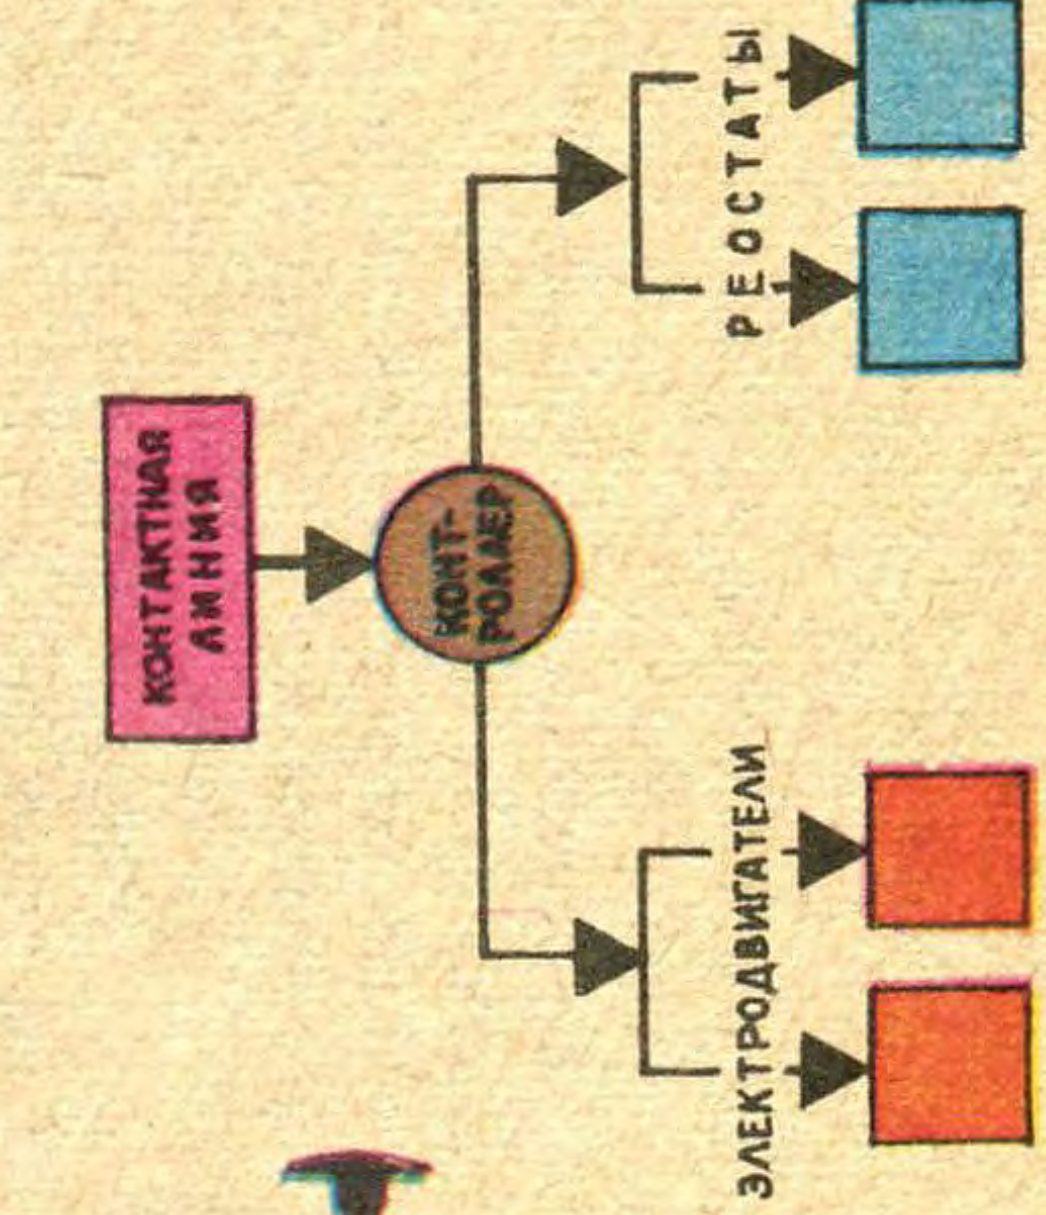 КОНТАКТНАЯ
ЛИНИЯ
КОНТ-
РОЛЛЕР
ЭЛЕКТРОДВИГАТЕЛИ
РЕОСТАТЫ